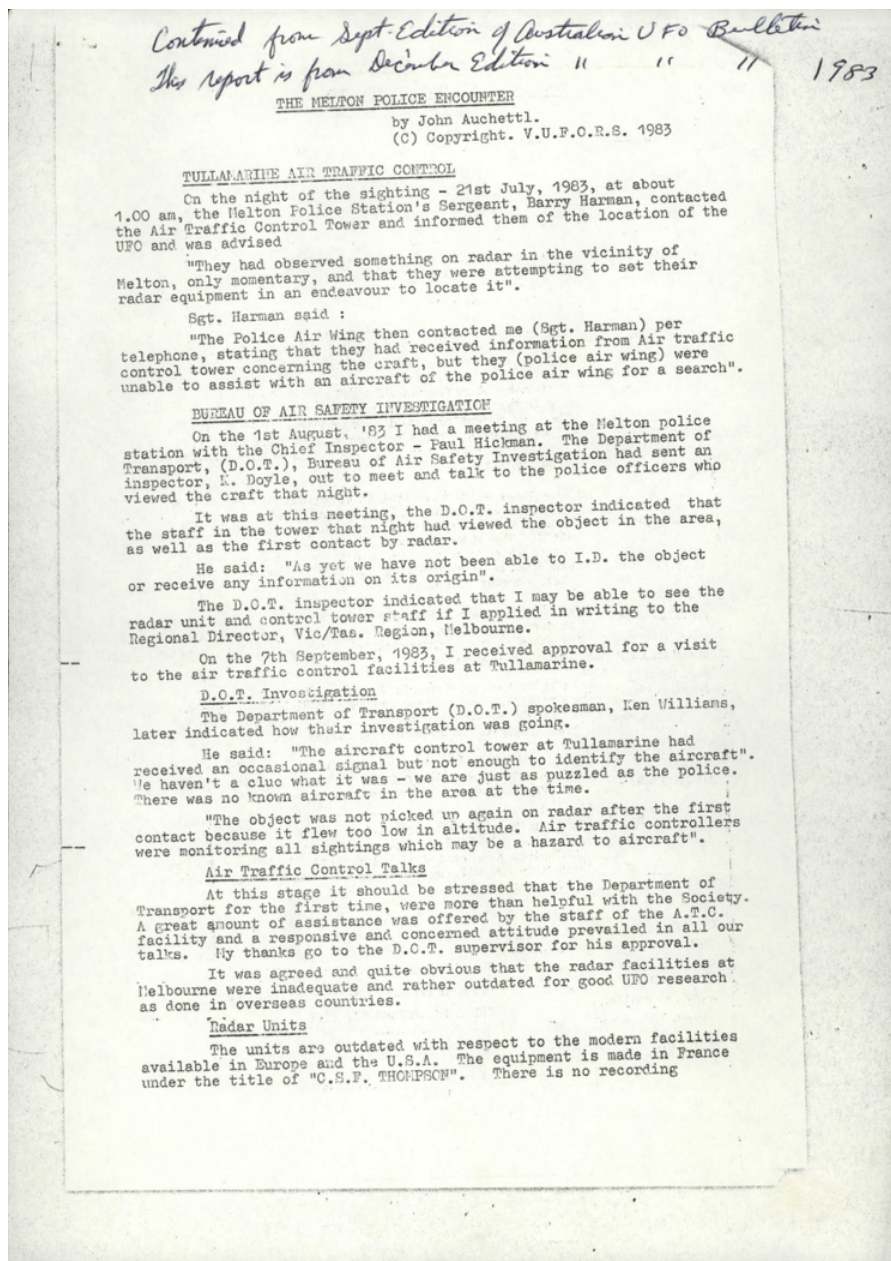 Continued from Sept. Edition of Australian UFO Bulletin
This report is from December Edition " " " 1983
THE MELTON POLICE ENCOUNTER
by John Auchettl.
(C) Copyright. V.U.F.O.R.S. 1983
TULLAMARINE AIR TRAFFIC CONTROL
On the night of the sighting - 21st July, 1983, at about
1.00 am, the Melton Police Station's Sergeant, Barry Harman, contacted
the Air Traffic Control Tower and informed them of the location of the
UFO and was advised
"They had observed something on radar in the vicinity of
Melton, only momentary, and that they were attempting to set their
radar equipment in an endeavour to locate it".
Sgt. Harman said :
"The Police Air Wing then contacted me (Sgt. Harman) per
telephone, stating that they had received information from Air traffic
control tower concerning the craft, but they (police air wing) were
unable to assist with an aircraft of the police air wing for a search".
BUREAU OF AIR SAFETY INVESTIGATION
On the 1st August, '83 I had a meeting at the Melton police
station with the Chief Inspector - Paul Hickman. The Department of
Transport, (D.O.T.), Bureau of Air Safety Investigation had sent an
inspector, K. Doyle, out to meet and talk to the police officers who
viewed the craft that night.
It was at this meeting, the D.O.T. inspector indicated that
the staff in the tower that night had viewed the object in the area,
as well as the first contact by radar.
He said: "As yet we have not been able to I.D. the object
or receive any information on its origin".
The D.O.T. inspector indicated that I may be able to see the
radar unit and control tower staff if I applied in writing to the
Regional Director, Vic/Tas. Region, Melbourne.
On the 7th September, 1983, I received approval for a visit
to the air traffic control facilities at Tullamarine.
D.O.T. Investigation
The Department of Transport (D.O.T.) spokesman, Ken Williams,
later indicated how their investigation was going.
He said: "The aircraft control tower at Tullamarine had
received an occasional signal but not enough to identify the aircraft".
We haven't a clue what it was - we are just as puzzled as the police.
There was no known aircraft in the area at the time.
"The object was not picked up again on radar after the first
contact because it flew too low in altitude. Air traffic controllers
were monitoring all sightings which may be a hazard to aircraft".
Air Traffic Control Talks
At this stage it should be stressed that the Department of
Transport for the first time, were more than helpful with the Society.
A great amount of assistance was offered by the staff of the A.T.C.
facility and a responsive and concerned attitude prevailed in all our
talks. My thanks go to the D.O.T. supervisor for his approval.
It was agreed and quite obvious that the radar facilities at
Melbourne were inadequate and rather outdated for good UFO research
as done in overseas countries.
Radar Units
The units are outdated with respect to the modern facilities
available in Europe and the U.S.A. The equipment is made in France
under the title of "C.S.F. THOMPSON". There is no recording